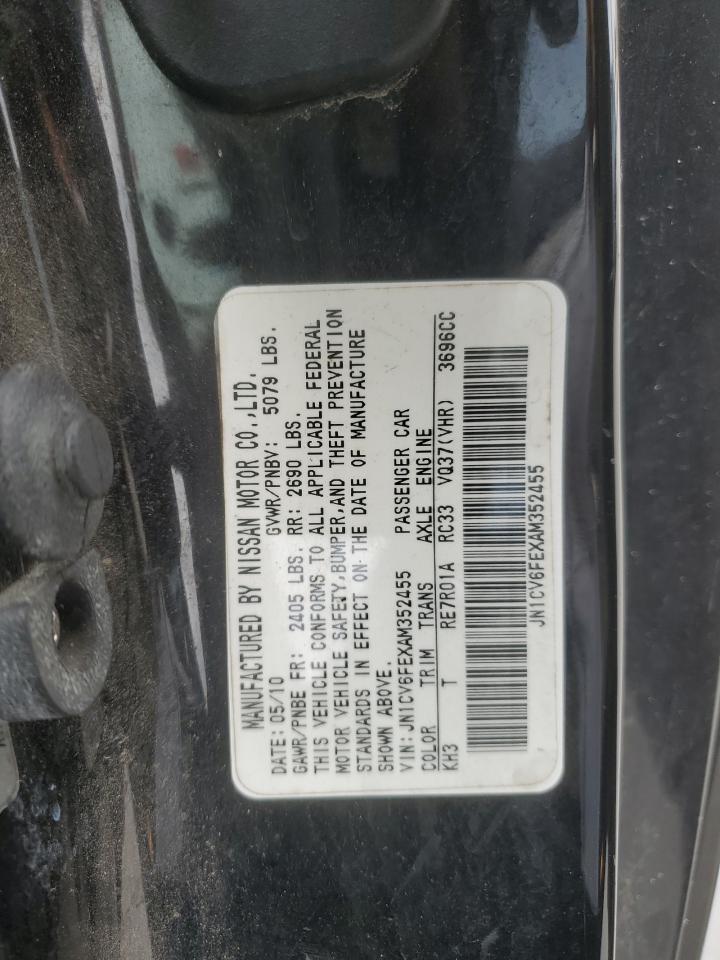 MANUFACTURED BY NISSAN MOTOR CO.,LTD.
DATE: 05/10 GVWR/PNBV: 5079 LBS.
GAWR/PNBE FR: 2405 LBS. RR: 2690 LBS.
THIS VEHICLE CONFORMS TO ALL APPLICABLE FEDERAL
MOTOR VEHICLE SAFETY,BUMPER,AND THEFT PREVENTION
STANDARDS IN EFFECT ON THE DATE OF MANUFACTURE
SHOWN ABOVE.
VIN:JN1CV6FEXAM352455 PASSENGER CAR
COLOR TRIM TRANS AXLE ENGINE
KH3 T RE7R01A RC33 VQ37(VHR) 3696CC
JN1CV6FEXAM352455